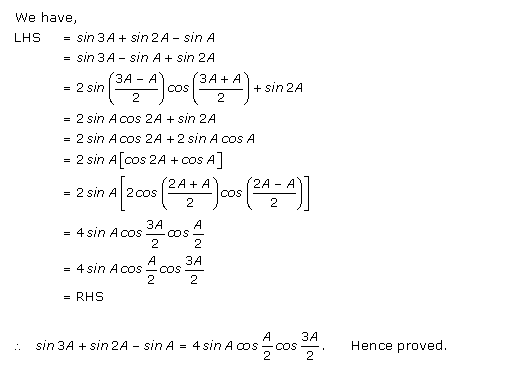 We have,
LHS = sin 3A + sin 2A − sin A
= sin 3A − sin A + sin 2A
= 2 sin ((3A − A)/2) cos ((3A + A)/2) + sin 2A
= 2 sin A cos 2A + sin 2A
= 2 sin A cos 2A + 2 sin A cos A
= 2 sin A [cos 2A + cos A]
= 2 sin A [2 cos ((2A + A)/2) cos ((2A − A)/2)]
= 4 sin A cos 3A/2 cos A/2
= 4 sin A cos A/2 cos 3A/2
= RHS
∴ sin 3A + sin 2A − sin A = 4 sin A cos A/2 cos 3A/2. Hence proved.